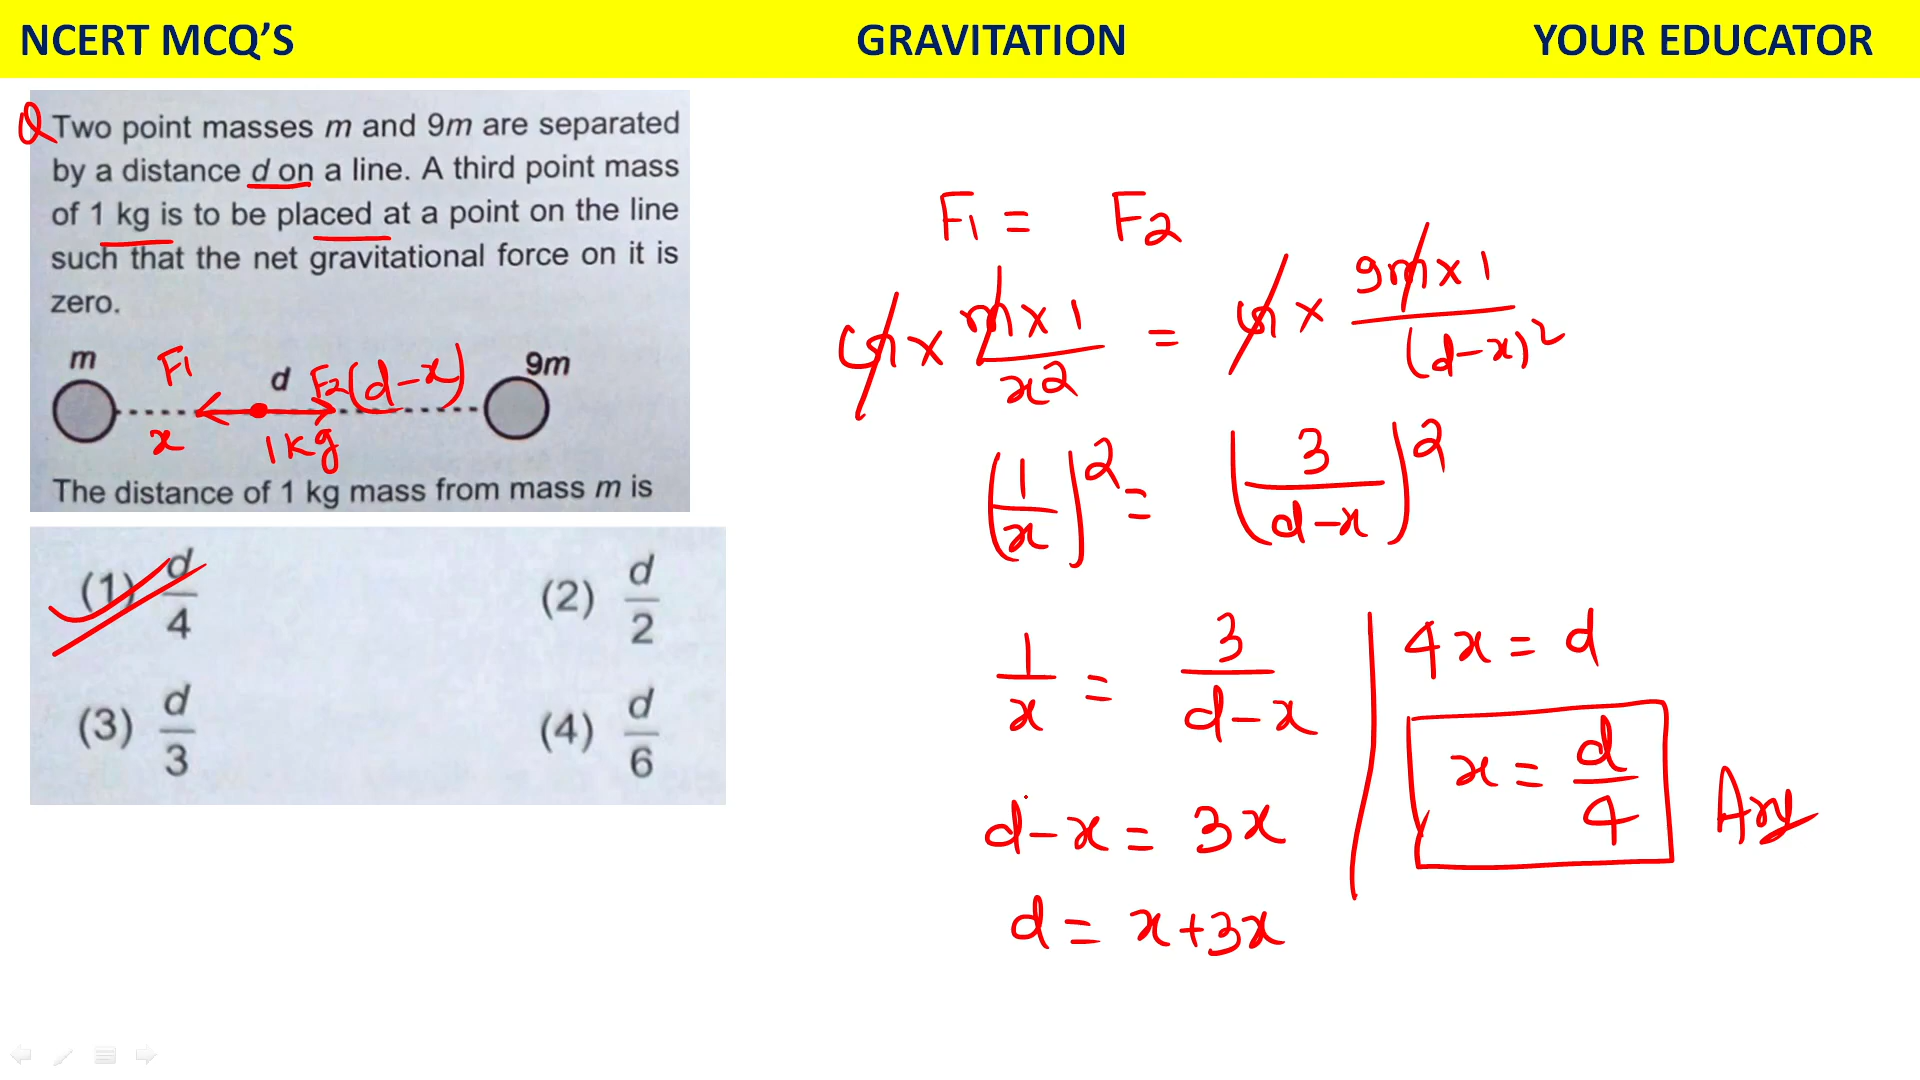 NCERT MCQ'S GRAVITATION YOUR EDUCATOR
Q Two point masses m and 9m are separated
by a distance d on a line. A third point mass
of 1 kg is to be placed at a point on the line
such that the net gravitational force on it is
zero.
m F1 d F2 (d-x) 9m
x 1kg
The distance of 1 kg mass from mass m is
(1) d/4 (2) d/2
(3) d/3 (4) d/6
F1 = F2
G x m x 1 / x2 = G x 9m x 1 / (d-x)2
(1/x)2 = (3/d-x)2
1/x = 3/d-x
d-x = 3x
d = x+3x
4x = d
x = d/4 Ans